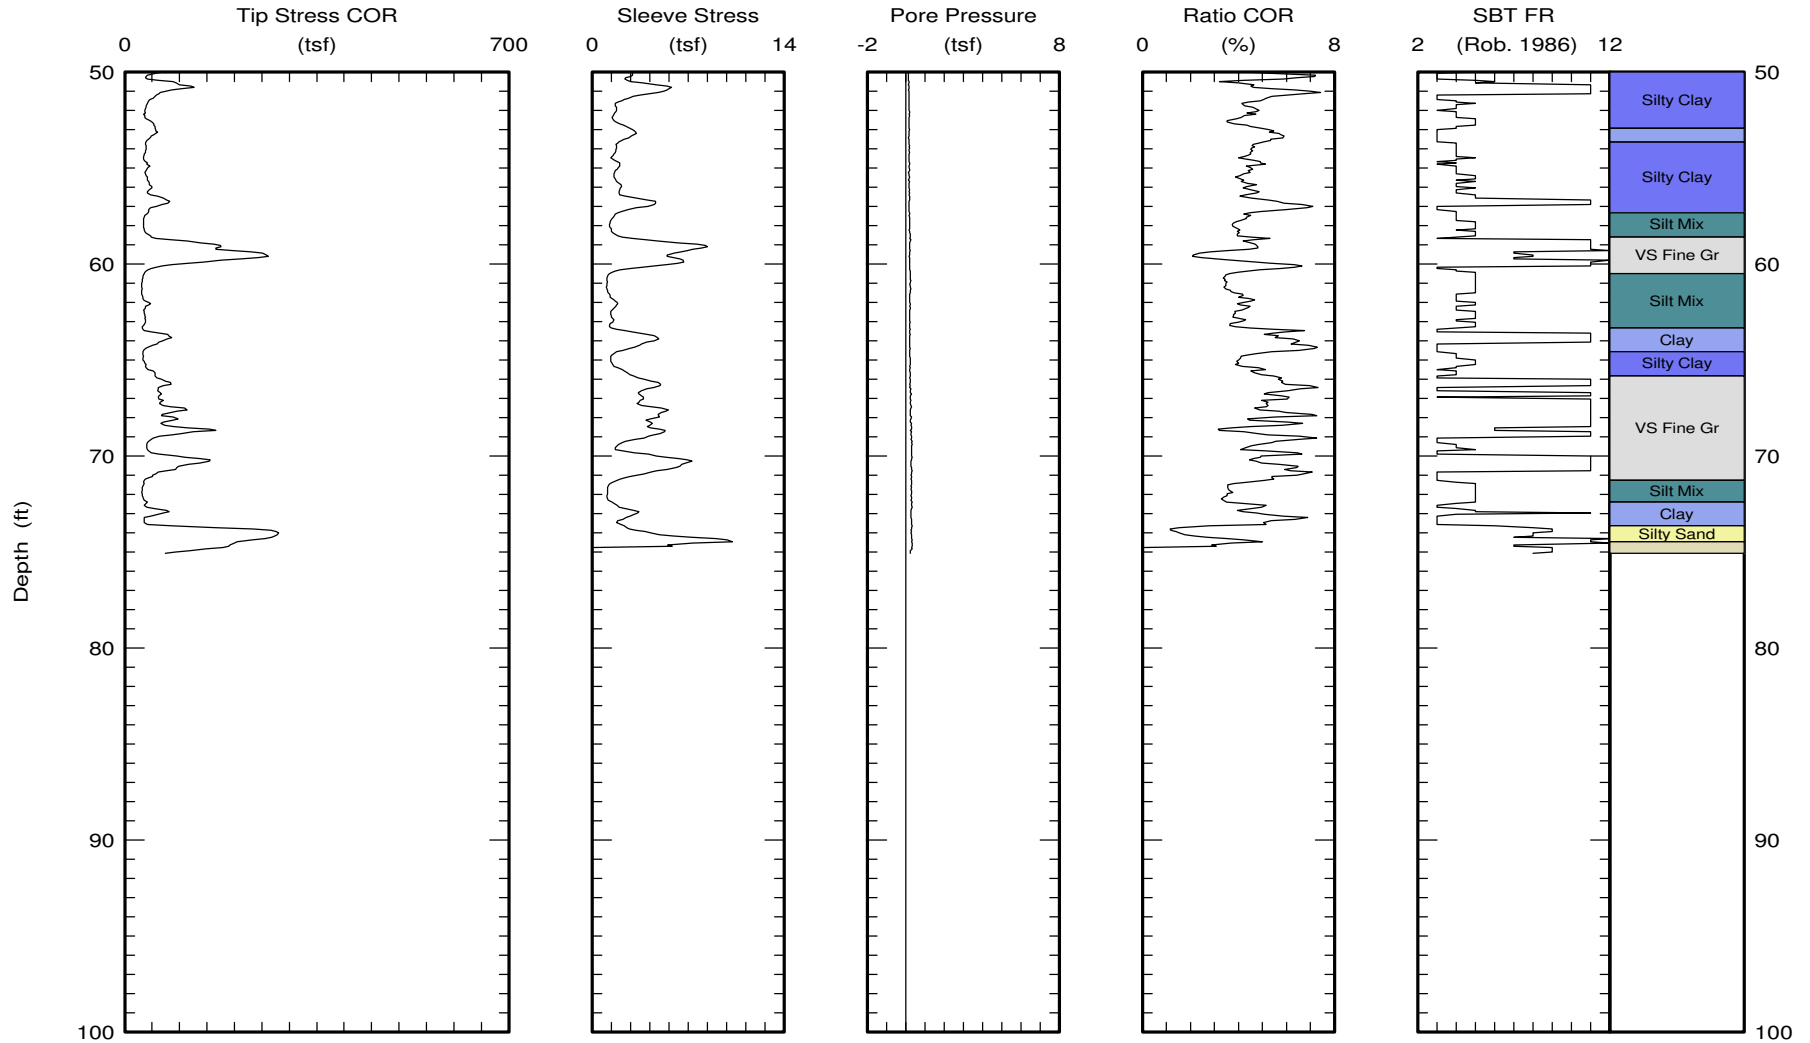 Tip Stress COR Sleeve Stress Pore Pressure Ratio COR SBT FR
0 (tsf) 700 0 (tsf) 14 -2 (tsf) 8 0 (%) 8 2 (Rob. 1986) 12
50 50
Silty Clay
Silty Clay
Silt Mix
VS Fine Gr
60 60
Silt Mix
Clay
Silty Clay
VS Fine Gr
70 70
Silt Mix
Clay
Silty Sand
Depth (ft)
80 80
90 90
100 100